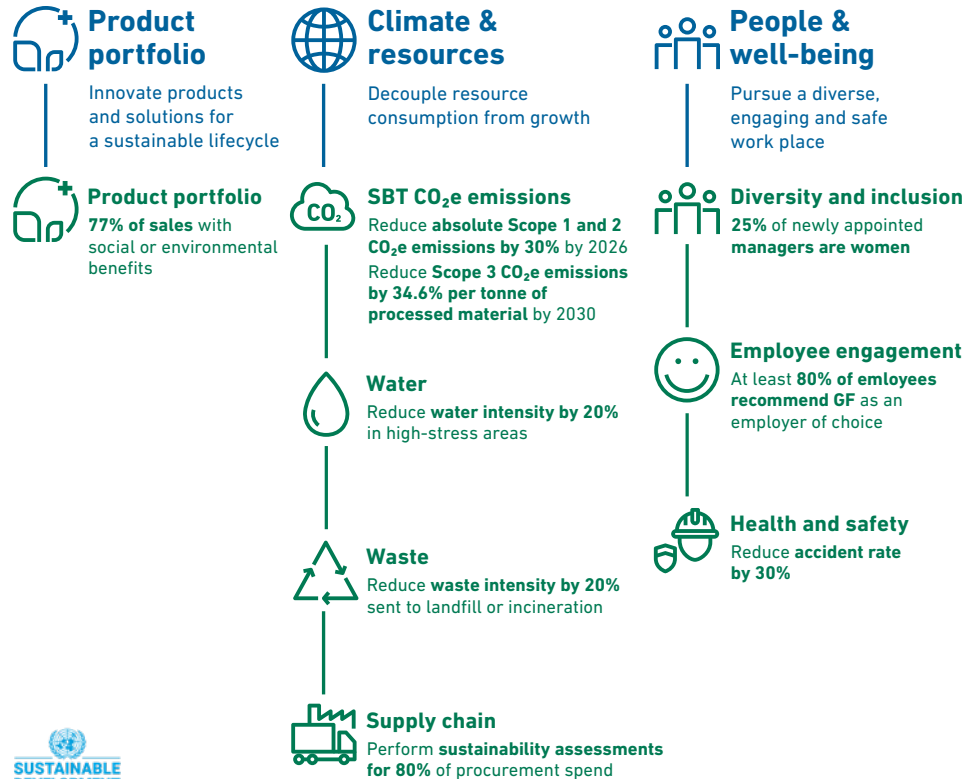 Product
portfolio
Innovate products
and solutions for
a sustainable lifecycle
Product portfolio
77% of sales with
social or environmental
benefits
Climate &
resources
Decouple resource
consumption from growth
CO₂
SBT CO₂e emissions
Reduce absolute Scope 1 and 2
CO₂e emissions by 30% by 2026
Reduce Scope 3 CO₂e emissions
by 34.6% per tonne of
processed material by 2030
Water
Reduce water intensity by 20%
in high-stress areas
Waste
Reduce waste intensity by 20%
sent to landfill or incineration
Supply chain
Perform sustainability assessments
for 80% of procurement spend
People &
well-being
Pursue a diverse,
engaging and safe
work place
Diversity and inclusion
25% of newly appointed
managers are women
Employee engagement
At least 80% of emloyees
recommend GF as an
employer of choice
Health and safety
Reduce accident rate
by 30%
SUSTAINABLE